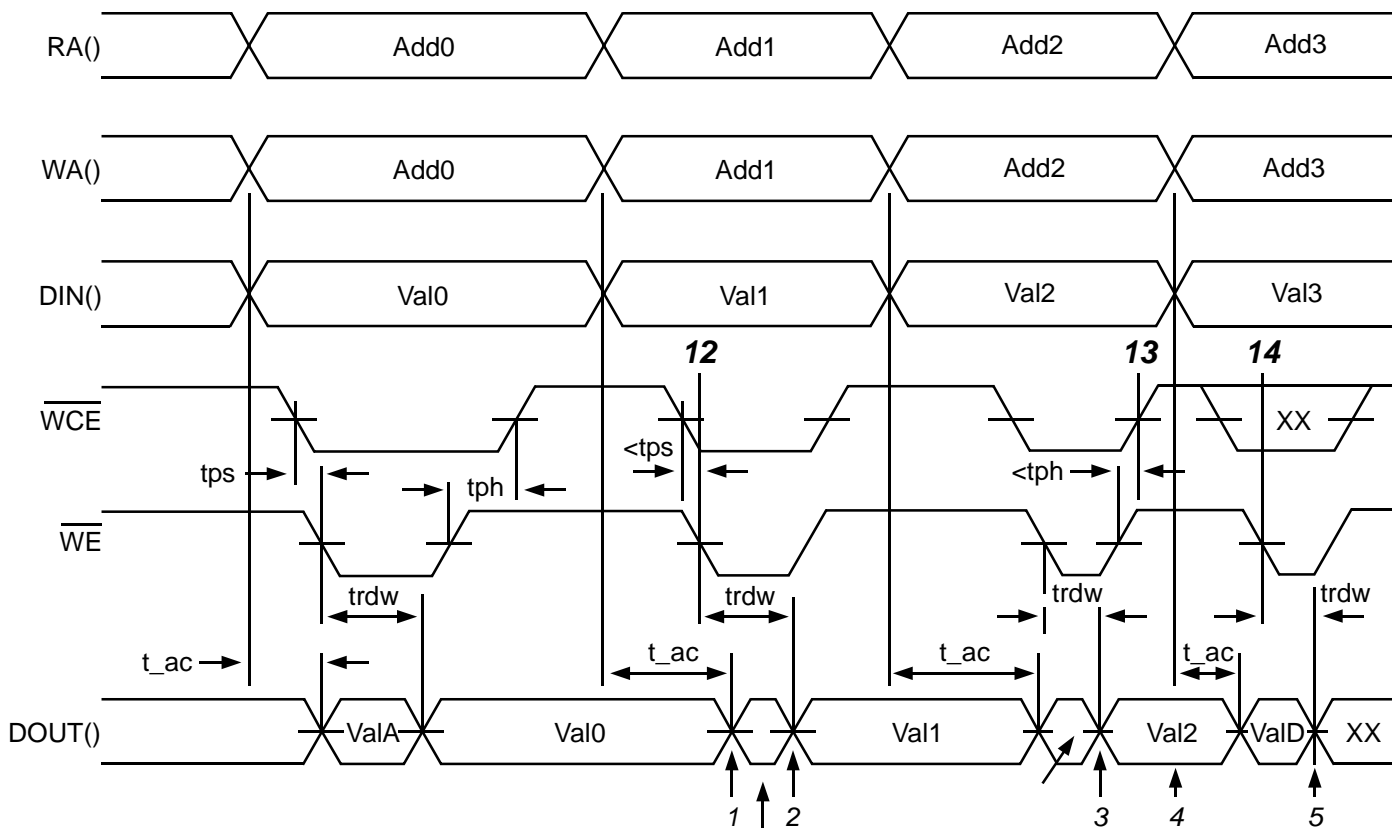 RA() Add0 Add1 Add2 Add3
WA() Add0 Add1 Add2 Add3
DIN() Val0 Val1 Val2 Val3
12 13 14
WCE XX
tps tph <tps <tph
WE
trdw trdw trdw trdw
t_ac t_ac t_ac t_ac
DOUT() ValA Val0 Val1 Val2 ValD XX
1 2 3 4 5